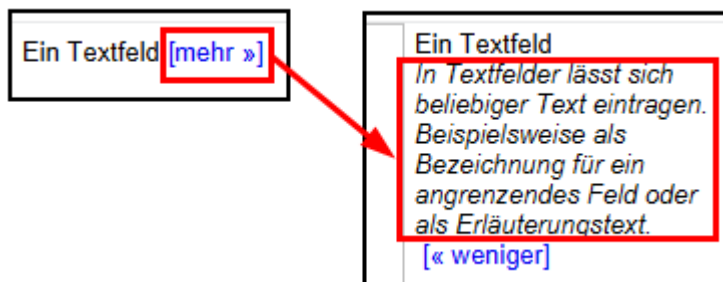 Ein Textfeld [mehr »]
Ein Textfeld
In Textfelder lässt sich
beliebiger Text eintragen.
Beispielsweise als
Bezeichnung für ein
angrenzendes Feld oder
als Erläuterungstext.
[« weniger]